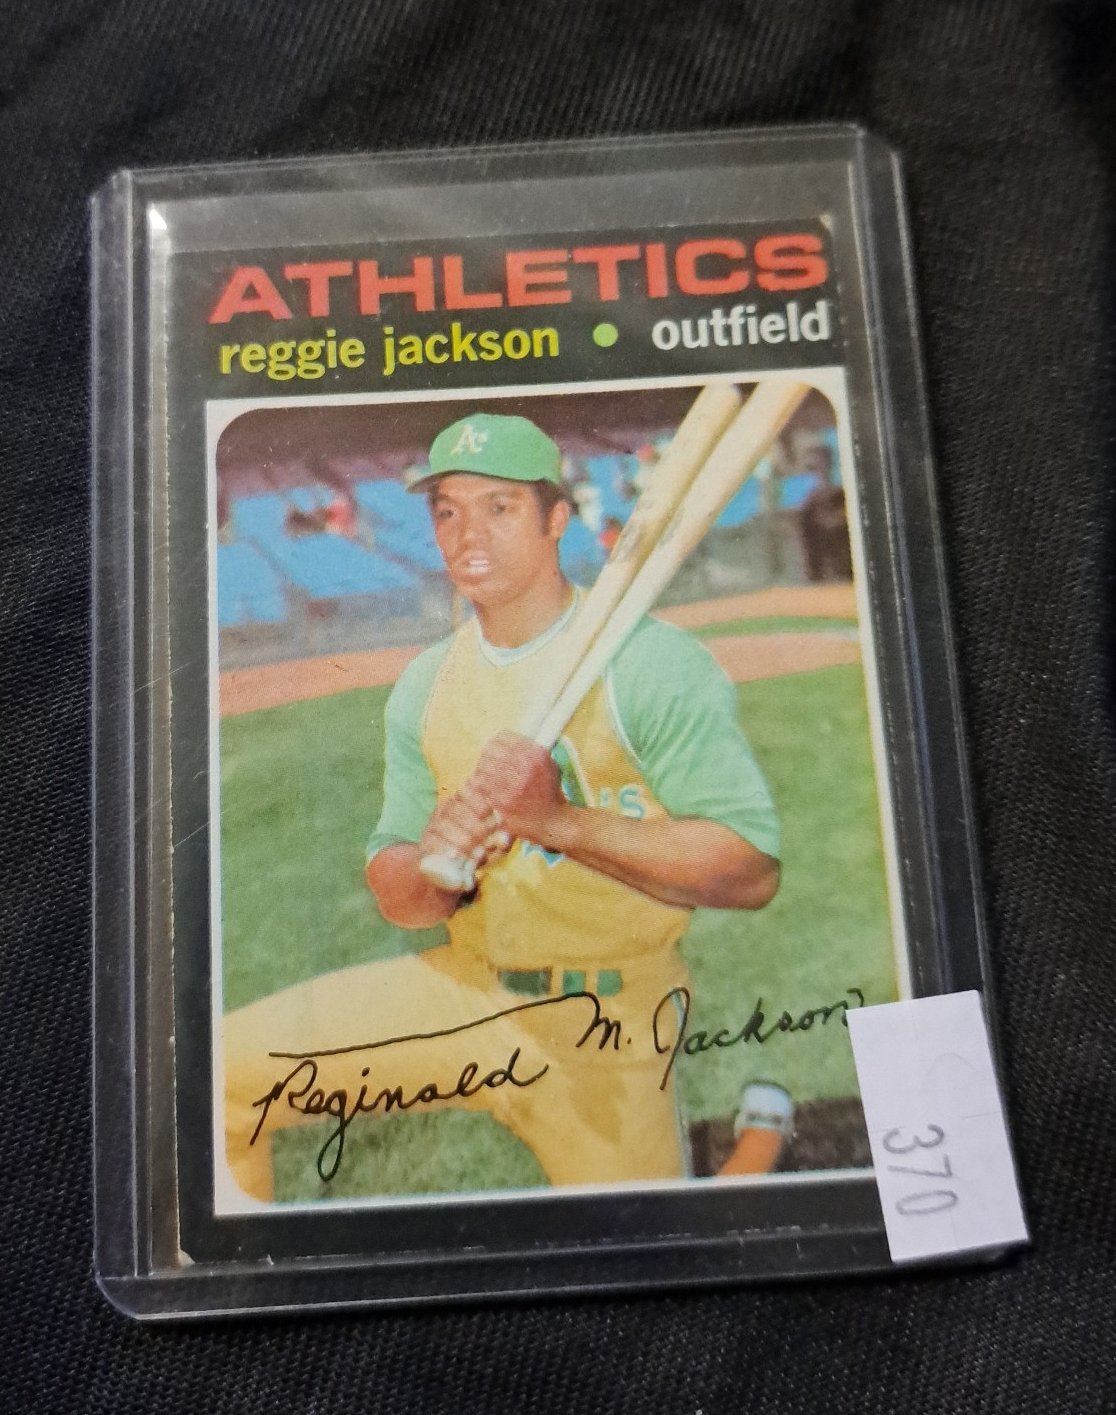 ATHLETICS
reggie jackson • outfield
A's
's
Reginald M. Jackson
370